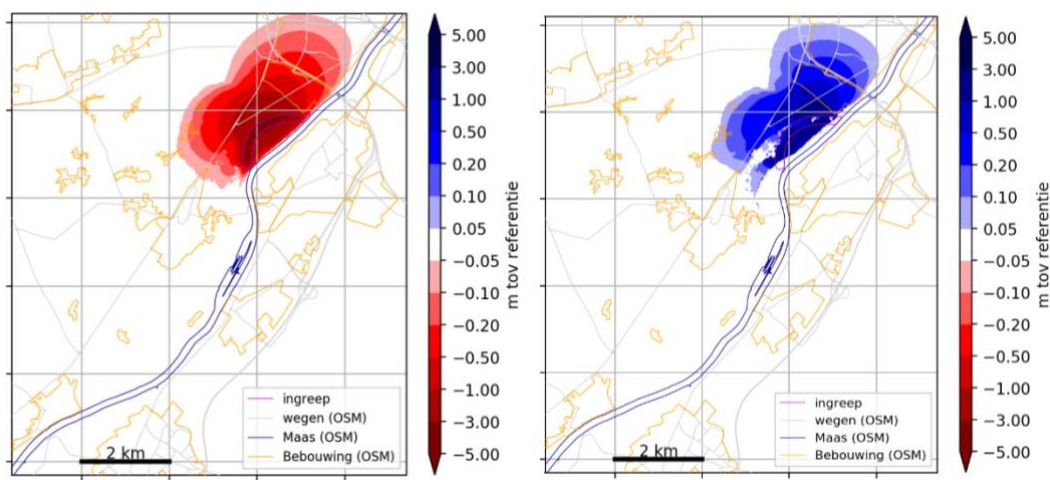 5.00
3.00
1.00
0.50
0.20
0.10
0.05
−0.05
−0.10
−0.20
−0.50
−1.00
−3.00
−5.00
m tov referentie
ingreep
wegen (OSM)
Maas (OSM)
Bebouwing (OSM)
2 km
5.00
3.00
1.00
0.50
0.20
0.10
0.05
−0.05
−0.10
−0.20
−0.50
−1.00
−3.00
−5.00
m tov referentie
ingreep
wegen (OSM)
Maas (OSM)
Bebouwing (OSM)
2 km